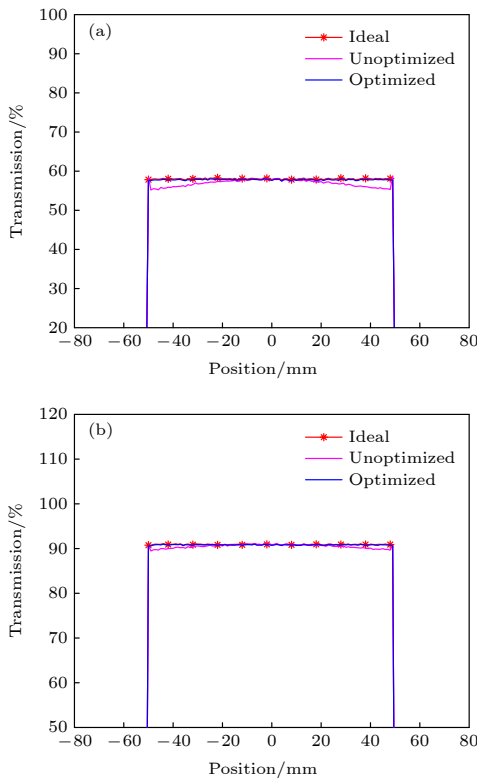 100
(a)
Ideal
90
Unoptimized
80
Optimized
70
60
50
40
30
20
Transmission/%
−80 −60 −40 −20 0 20 40 60 80
Position/mm
120
(b)
Ideal
110
Unoptimized
100
Optimized
90
80
70
60
50
Transmission/%
−80 −60 −40 −20 0 20 40 60 80
Position/mm